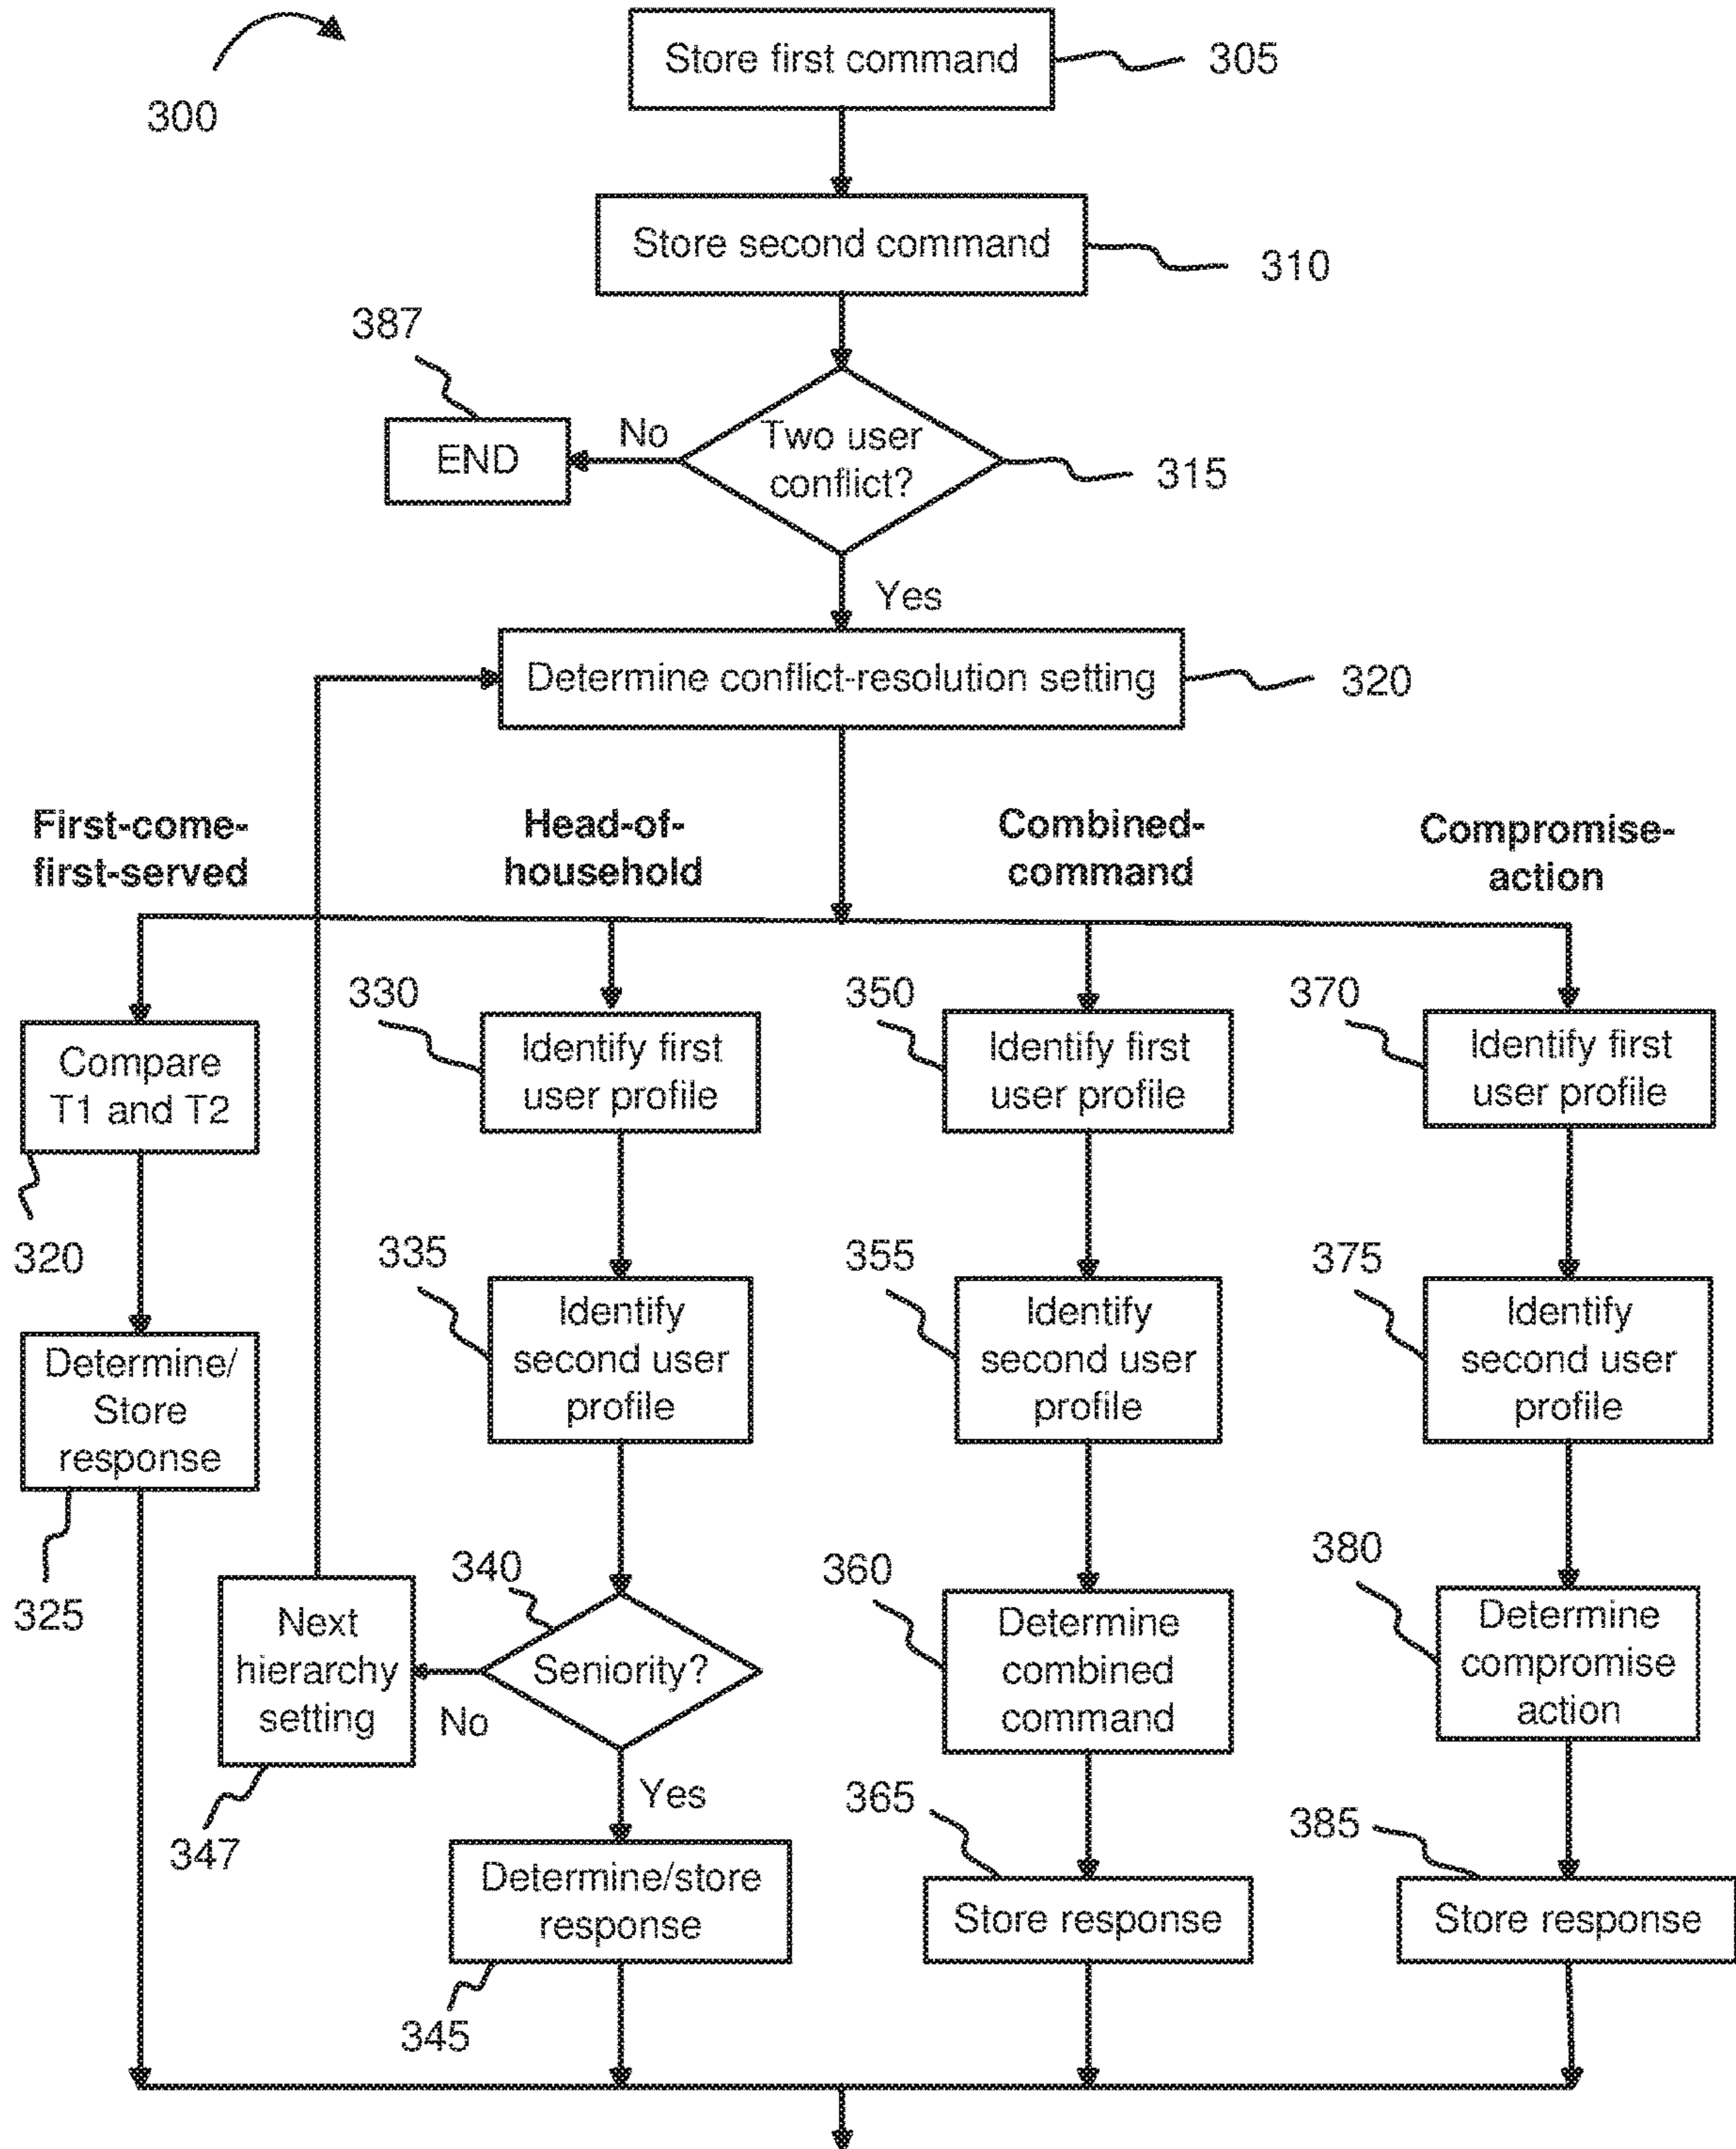 300
Store first command
305
Store second command
310
387
END
No
Two user
conflict?
315
Yes
Determine conflict-resolution setting
320
First-come-
first-served
Head-of-
household
Combined-
command
Compromise-
action
330
350
370
Compare
T1 and T2
Identify first
user profile
Identify first
user profile
Identify first
user profile
320
335
355
375
Determine/
Store
response
Identify
second user
profile
Identify
second user
profile
Identify
second user
profile
325
340
360
380
Next
hierarchy
setting
No
Seniority?
Determine
combined
command
Determine
compromise
action
347
Yes
365
385
Determine/store
response
Store response
Store response
345